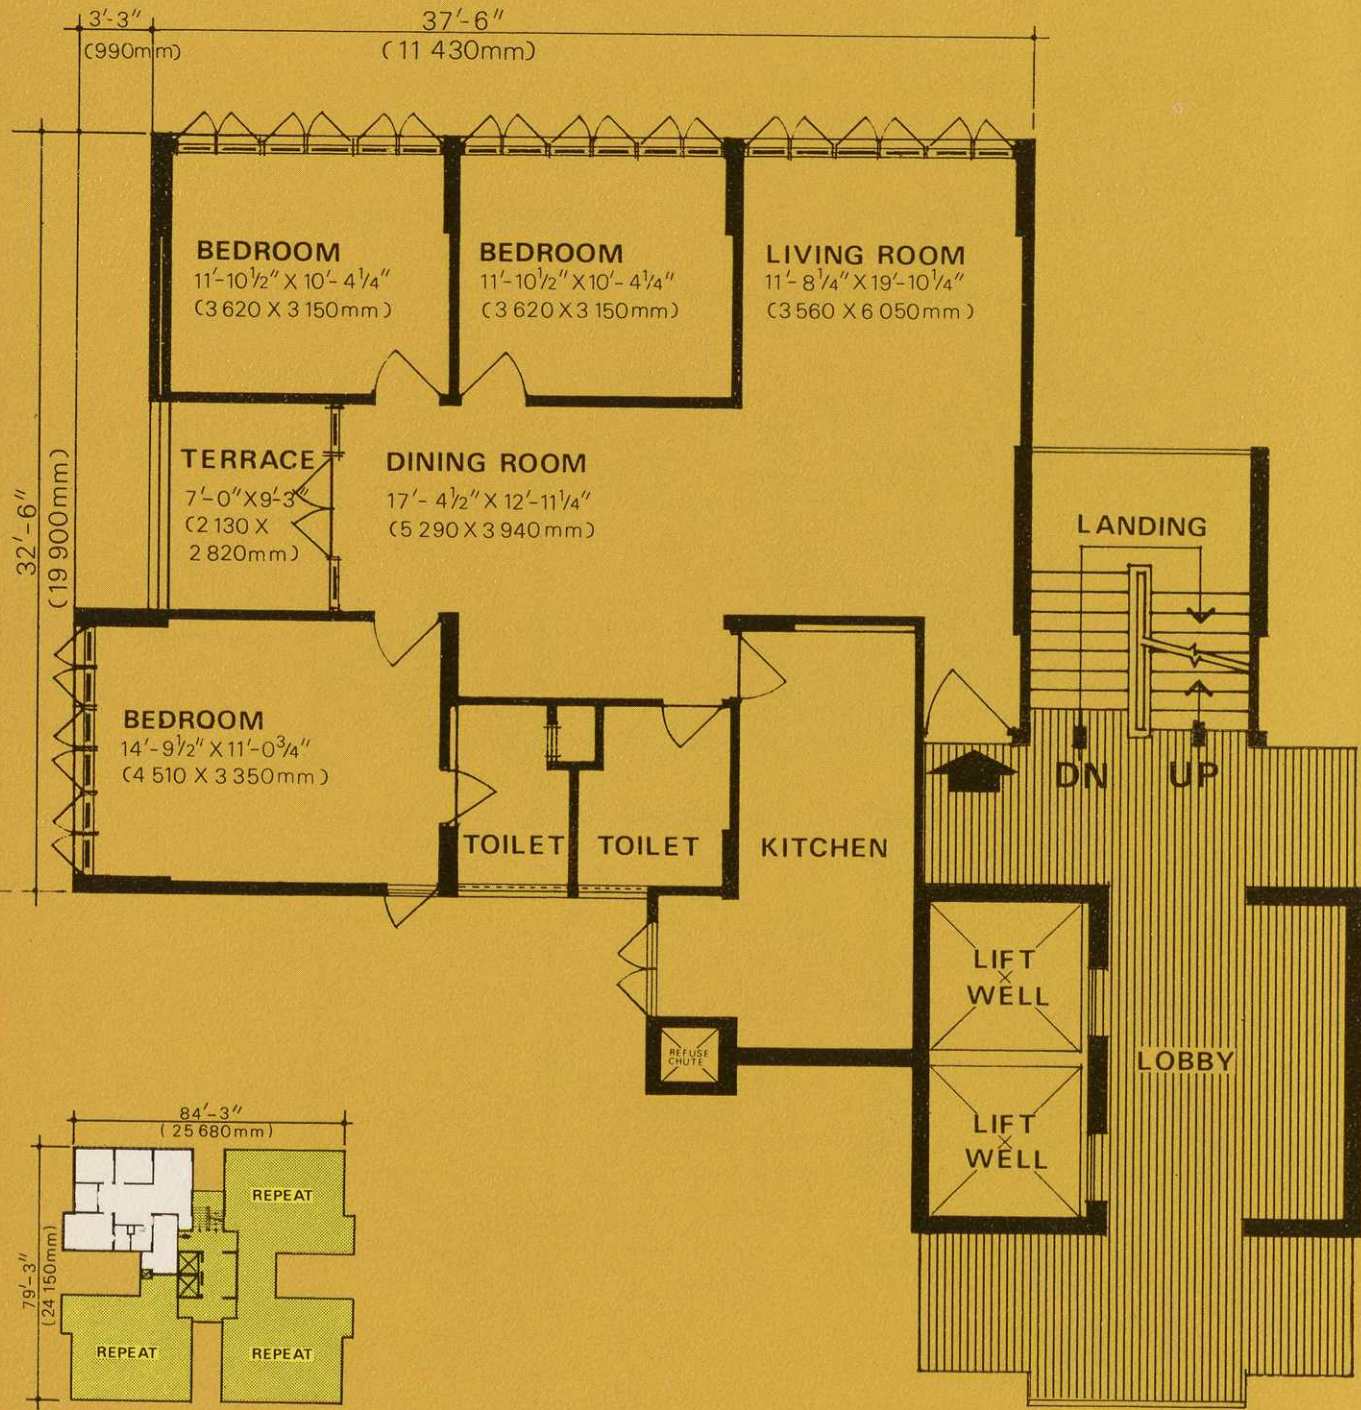 3′-3″
(990mm)
37′-6″
(11 430mm)
32′-6″
(19 900mm)
BEDROOM
11′-10½″ X 10′-4¼″
(3 620 X 3 150mm)
BEDROOM
11′-10½″ X 10′-4¼″
(3 620 X 3 150mm)
LIVING ROOM
11′-8¼″ X 19′-10¼″
(3 560 X 6 050mm)
TERRACE
7′-0″ X 9′-3″
(2 130 X
2 820mm)
DINING ROOM
17′-4½″ X 12′-11¼″
(5 290 X 3 940mm)
LANDING
BEDROOM
14′-9½″ X 11′-0¾″
(4 510 X 3 350mm)
DN
UP
TOILET
TOILET
KITCHEN
LIFT
WELL
REFUSE
CHUTE
LOBBY
LIFT
WELL
84′-3″
(25 680mm)
79′-3″
(24 150mm)
REPEAT
REPEAT
REPEAT